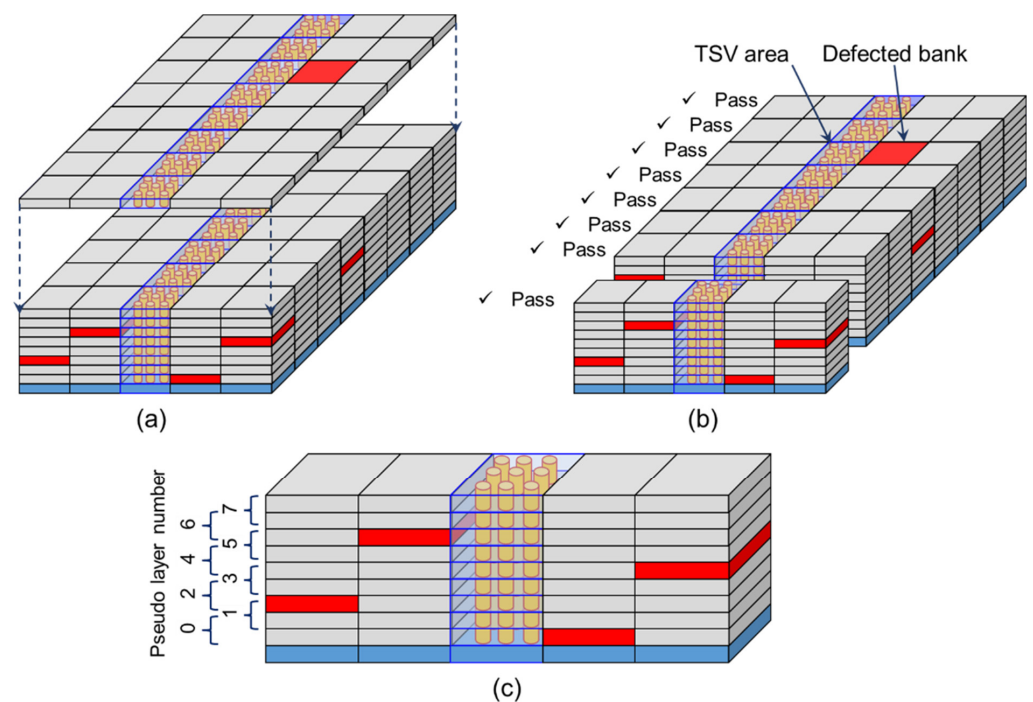 TSV area
Defected bank
✓ Pass
✓ Pass
✓ Pass
✓ Pass
✓ Pass
✓ Pass
✓ Pass
✓ Pass
(a)
(b)
Pseudo layer number
0
1
2
3
4
5
6
7
(c)